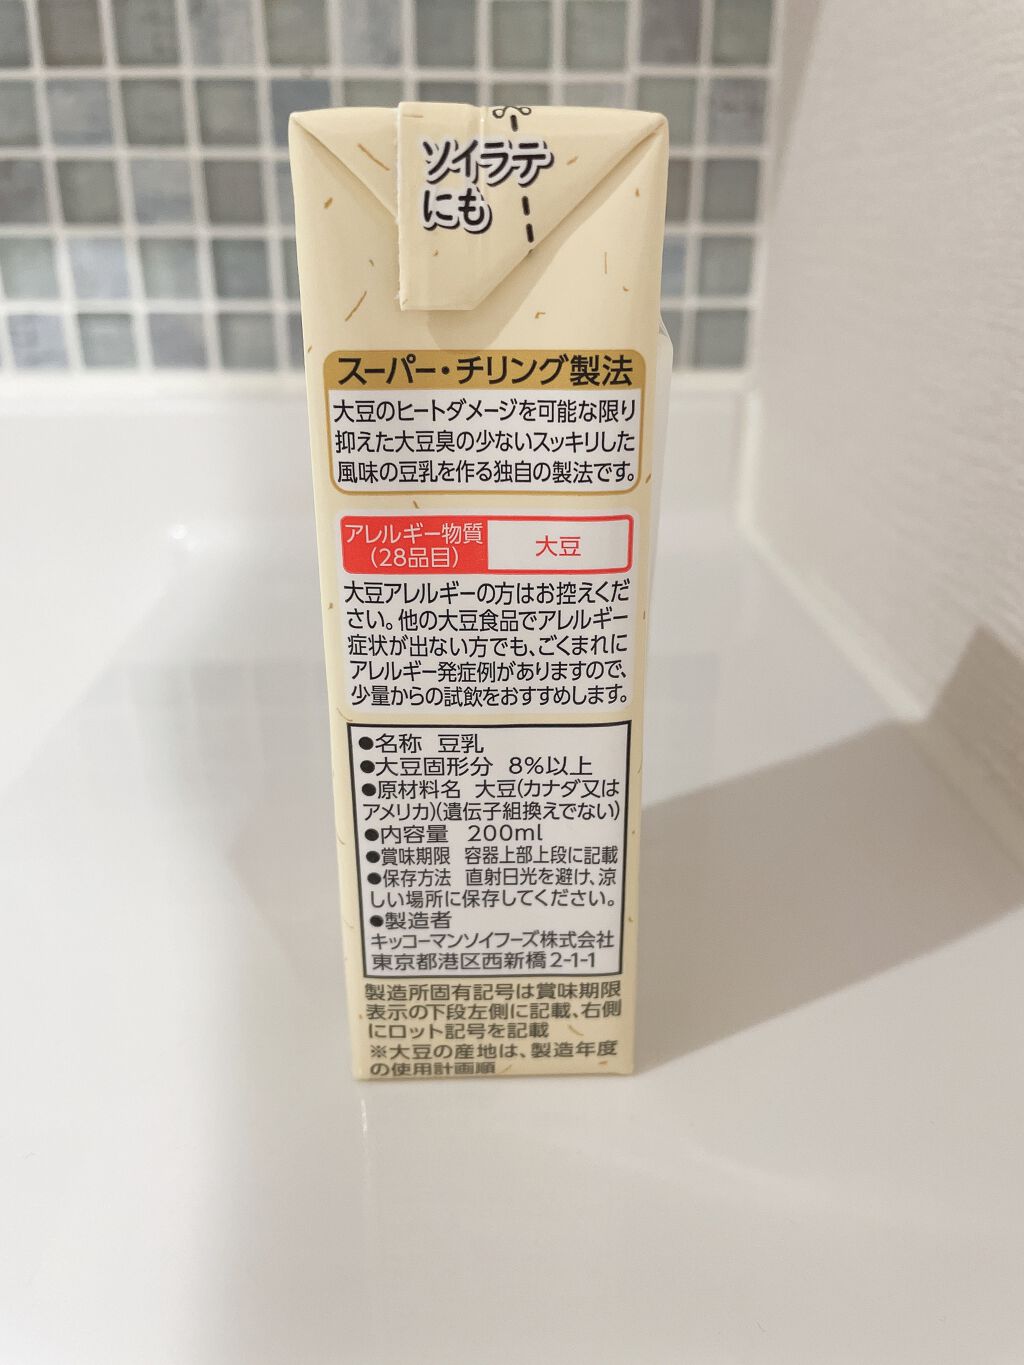 ソイラテ
にも
スーパー・チリング製法
大豆のヒートダメージを可能な限り
抑えた大豆臭の少ないスッキリした
風味の豆乳を作る独自の製法です。
アレルギー物質
(28品目)
大豆
大豆アレルギーの方はお控えくだ
さい。他の大豆食品でアレルギー
症状が出ない方でも、ごくまれに
アレルギー発症例がありますので、
少量からの試飲をおすすめします。
●名称 豆乳
●大豆固形分 8%以上
●原材料名 大豆(カナダ又は
アメリカ)(遺伝子組換えでない)
●内容量 200ml
●賞味期限 容器上部上段に記載
●保存方法 直射日光を避け、涼
しい場所に保存してください。
●製造者
キッコーマンソイフーズ株式会社
東京都港区西新橋2-1-1
製造所固有記号は賞味期限
表示の下段左側に記載、右側
にロット記号を記載
※大豆の産地は、製造年度
の使用計画順